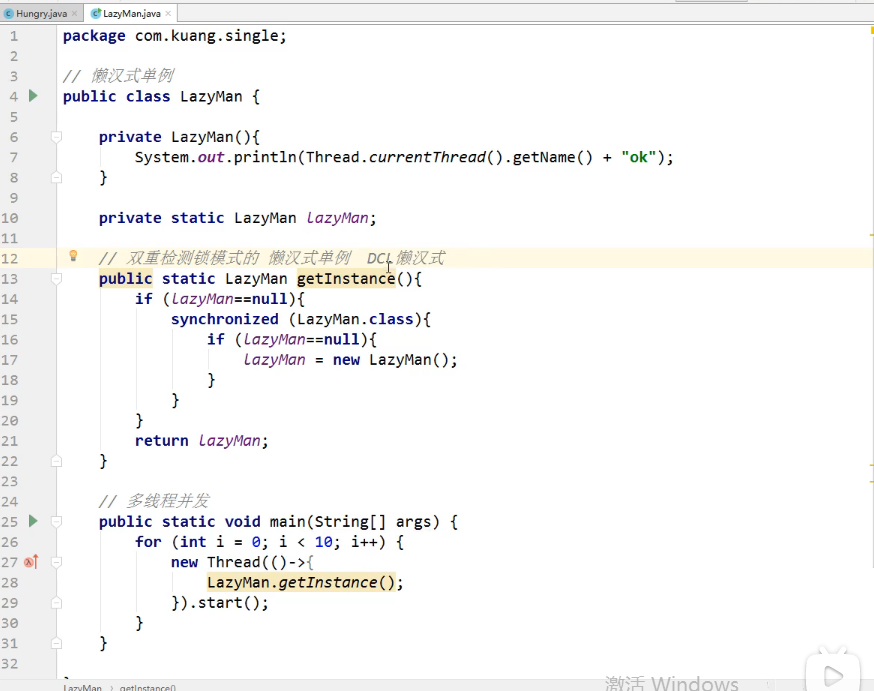 Hungry.java × LazyMan.java ×
1 package com.kuang.single;
2
3 // 懒汉式单例
4 public class LazyMan {
5
6 private LazyMan(){
7 System.out.println(Thread.currentThread().getName() + "ok");
8 }
9
10 private static LazyMan lazyMan;
11
12 // 双重检测锁模式的 懒汉式单例 DCL懒汉式
13 public static LazyMan getInstance(){
14 if (lazyMan==null){
15 synchronized (LazyMan.class){
16 if (lazyMan==null){
17 lazyMan = new LazyMan();
18 }
19 }
20 }
21 return lazyMan;
22 }
23
24 // 多线程并发
25 public static void main(String[] args) {
26 for (int i = 0; i < 10; i++) {
27 new Thread(()->{
28 LazyMan.getInstance();
29 }).start();
30 }
31 }
32
LazyMan › getInstance()
激活 Windows